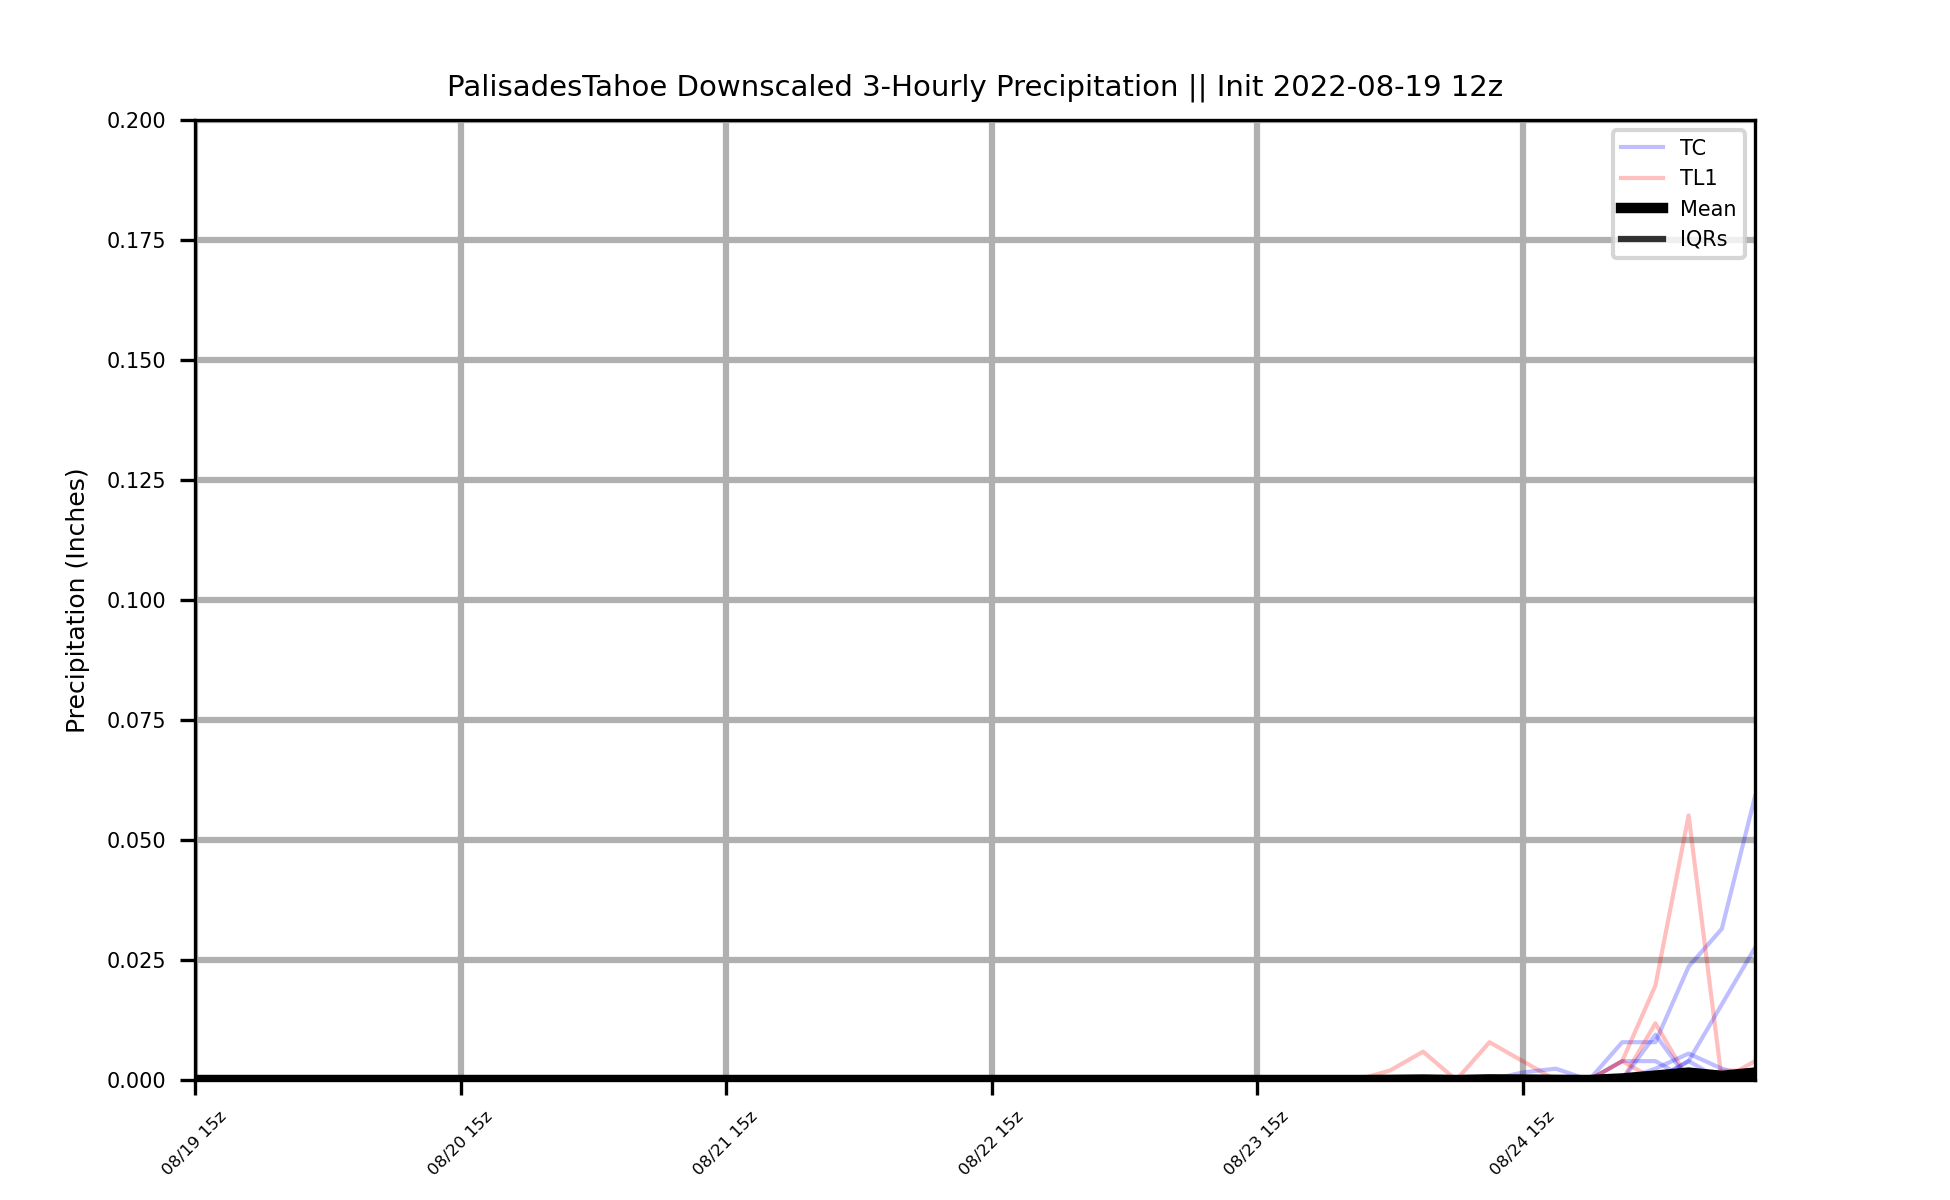 PalisadesTahoe Downscaled 3-Hourly Precipitation || Init 2022-08-19 12z
0.200
0.175
0.150
0.125
0.100
0.075
0.050
0.025
0.000
Precipitation (Inches)
TC
TL1
Mean
IQRs
08/19 15z
08/20 15z
08/21 15z
08/22 15z
08/23 15z
08/24 15z